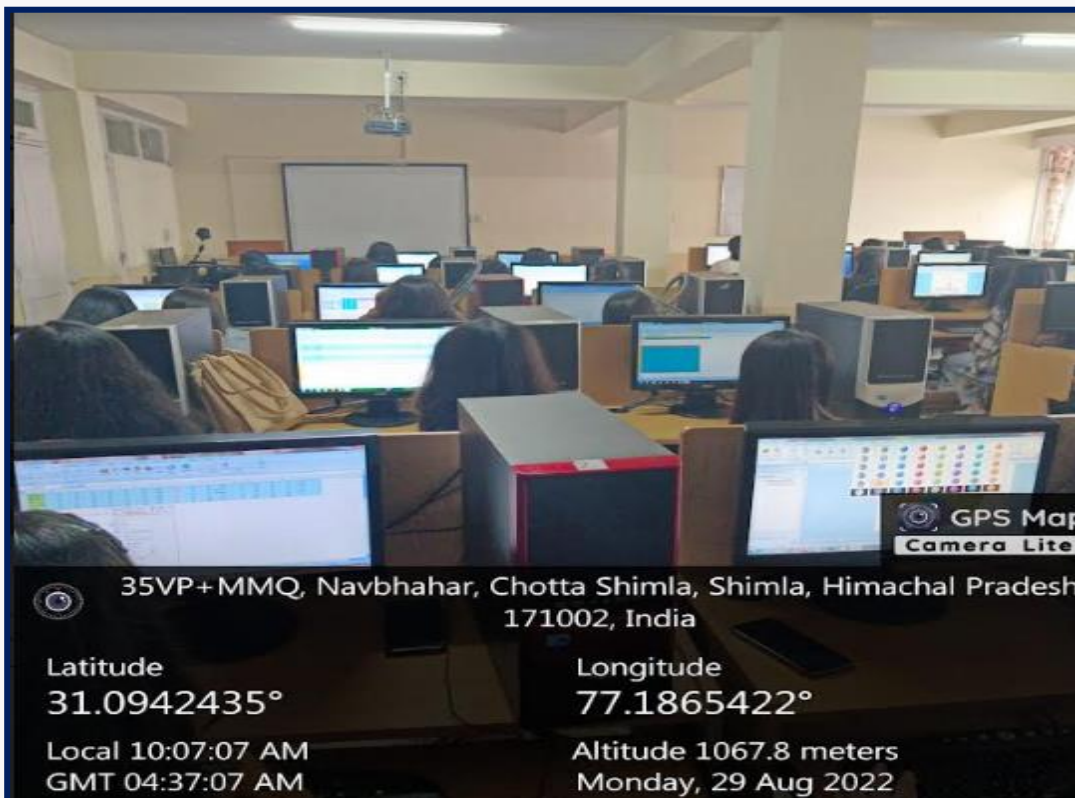 GPS Map
Camera Lite
35VP+MMQ, Navbhahar, Chotta Shimla, Shimla, Himachal Pradesh
171002, India
Latitude
31.0942435°
Longitude
77.1865422°
Local 10:07:07 AM
GMT 04:37:07 AM
Altitude 1067.8 meters
Monday, 29 Aug 2022